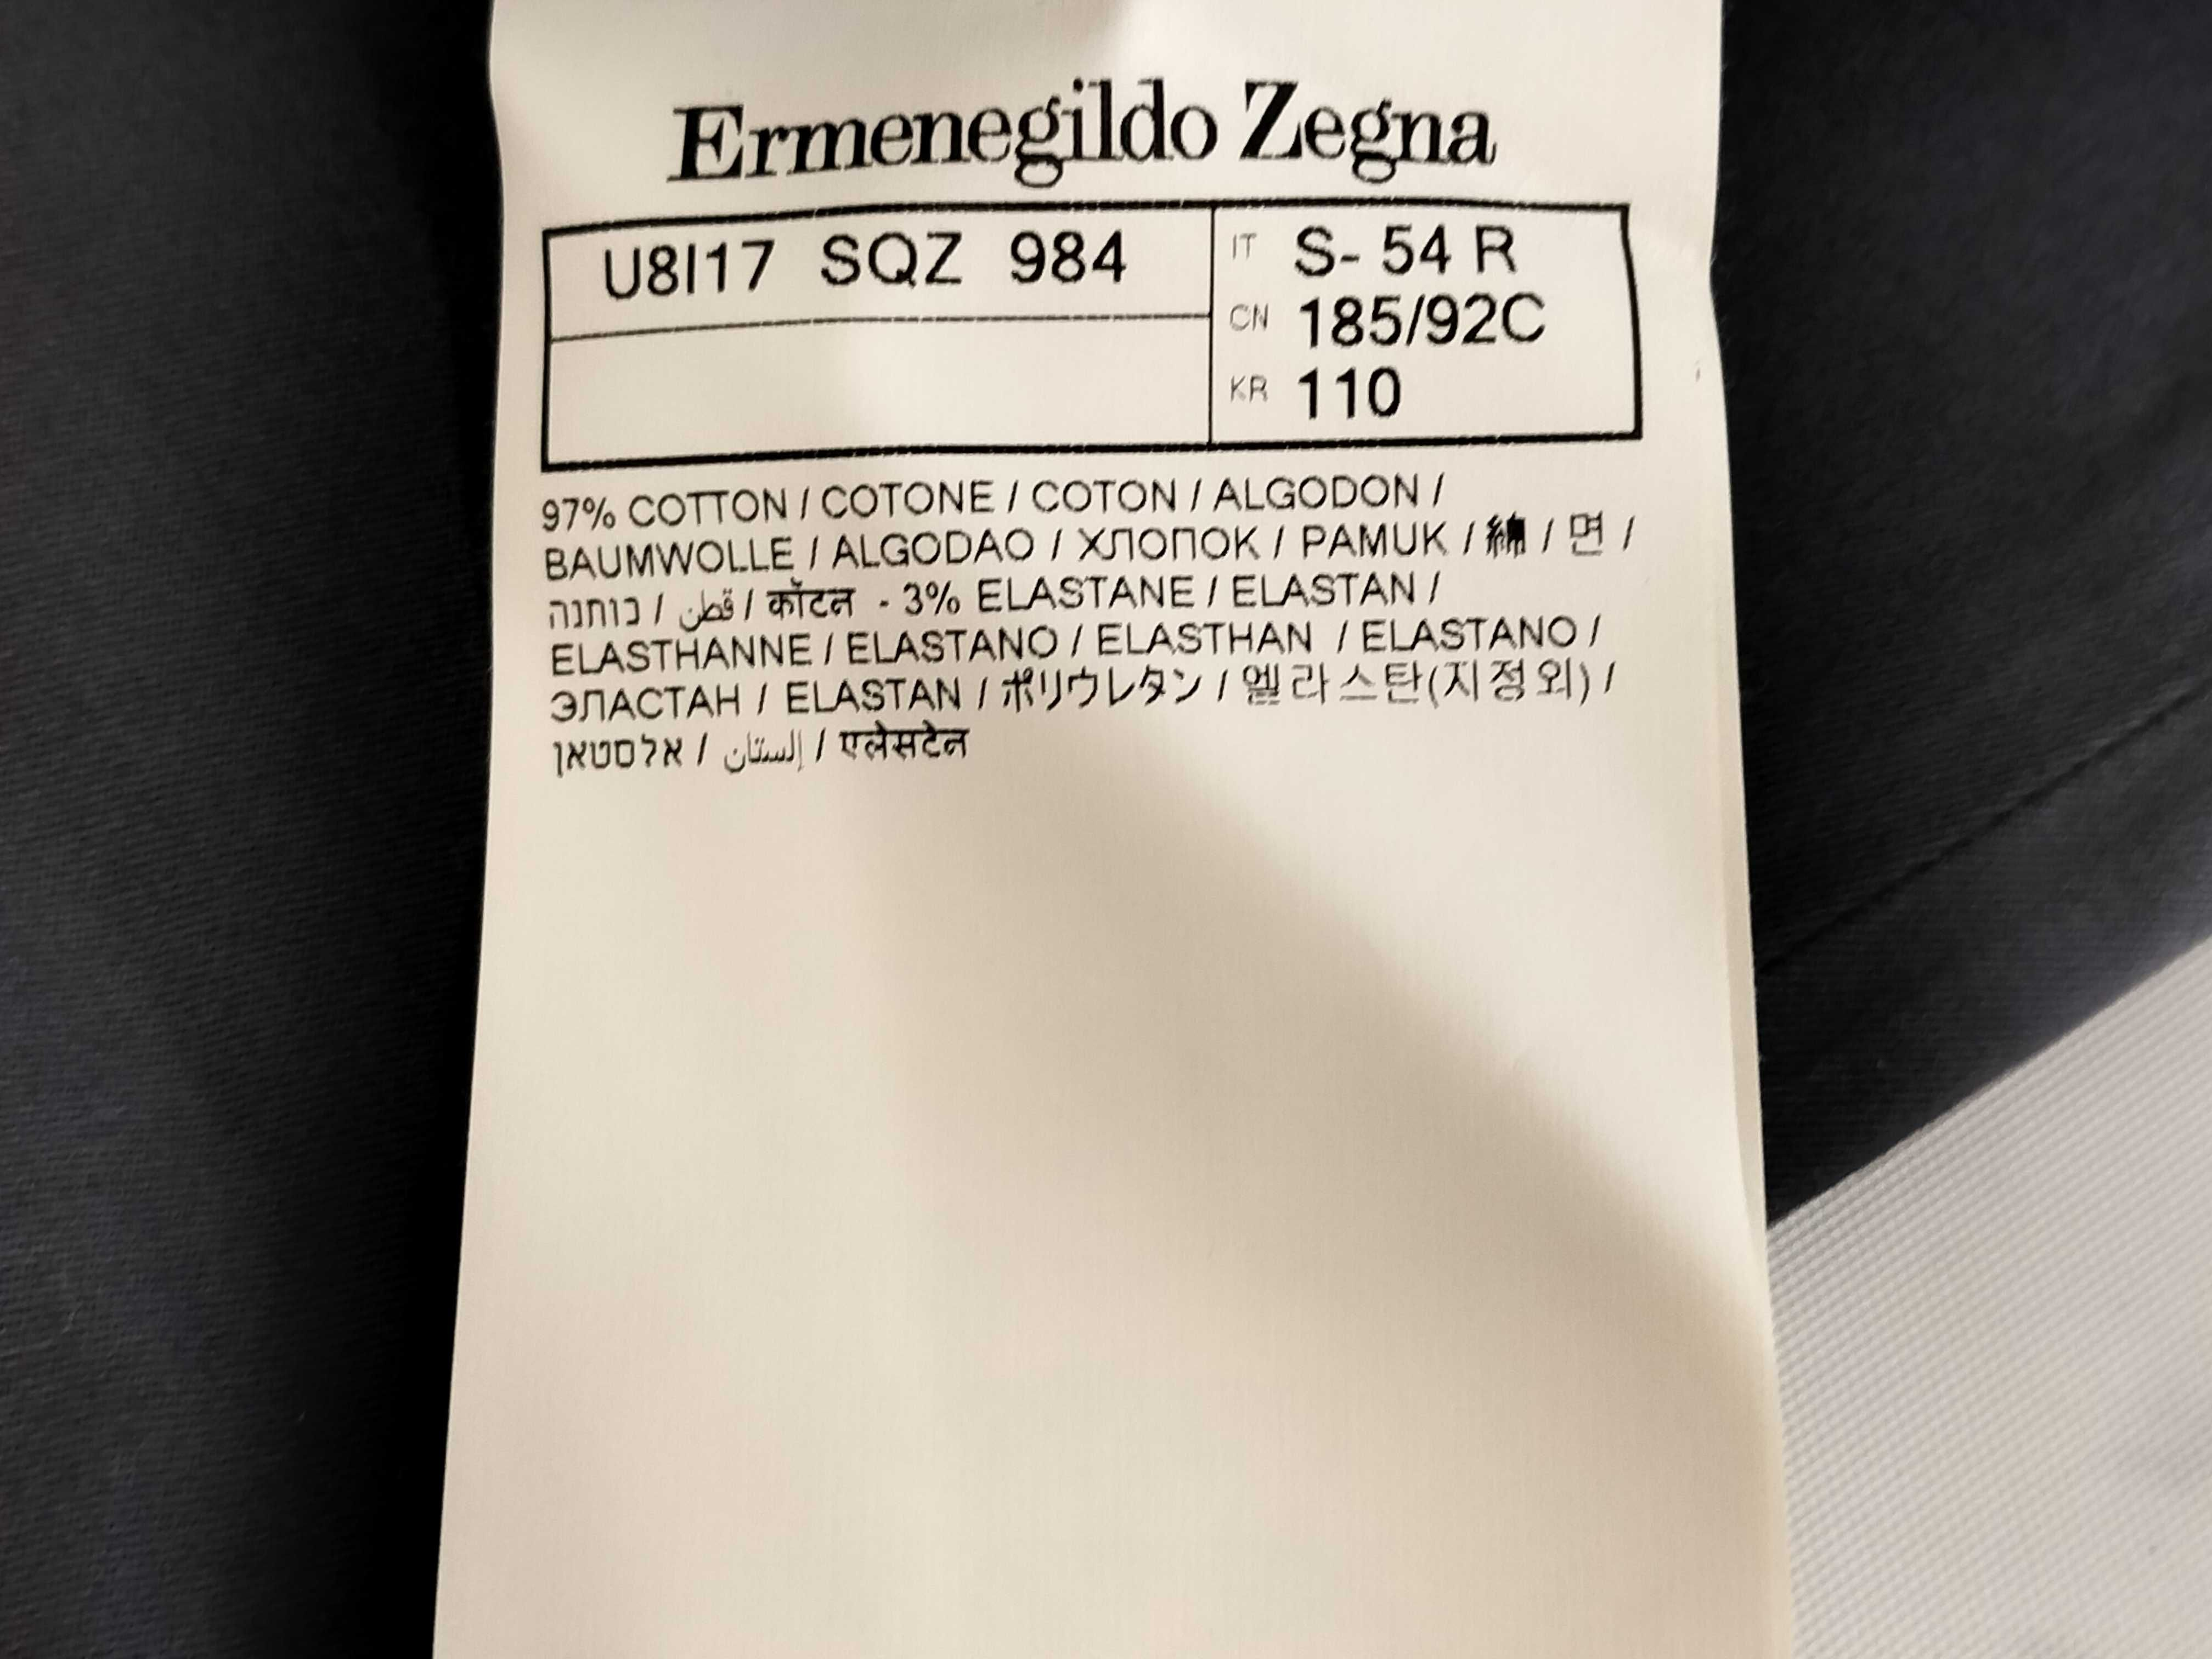 Ermenegildo Zegna
U8I17 SQZ 984
IT S- 54 R
CN 185/92C
KR 110
97% COTTON / COTONE / COTON / ALGODON /
BAUMWOLLE / ALGODAO / ХЛОПОК / PAMUK / 綿 / 면 /
כותנה / قطن / कॉटन - 3% ELASTANE / ELASTAN /
ELASTHANNE / ELASTANO / ELASTHAN / ELASTANO /
ЭЛАСТАН / ELASTAN / ポリウレタン / 엘라스탄(지정외) /
אלסטאן / إلستان / एलेसटेन